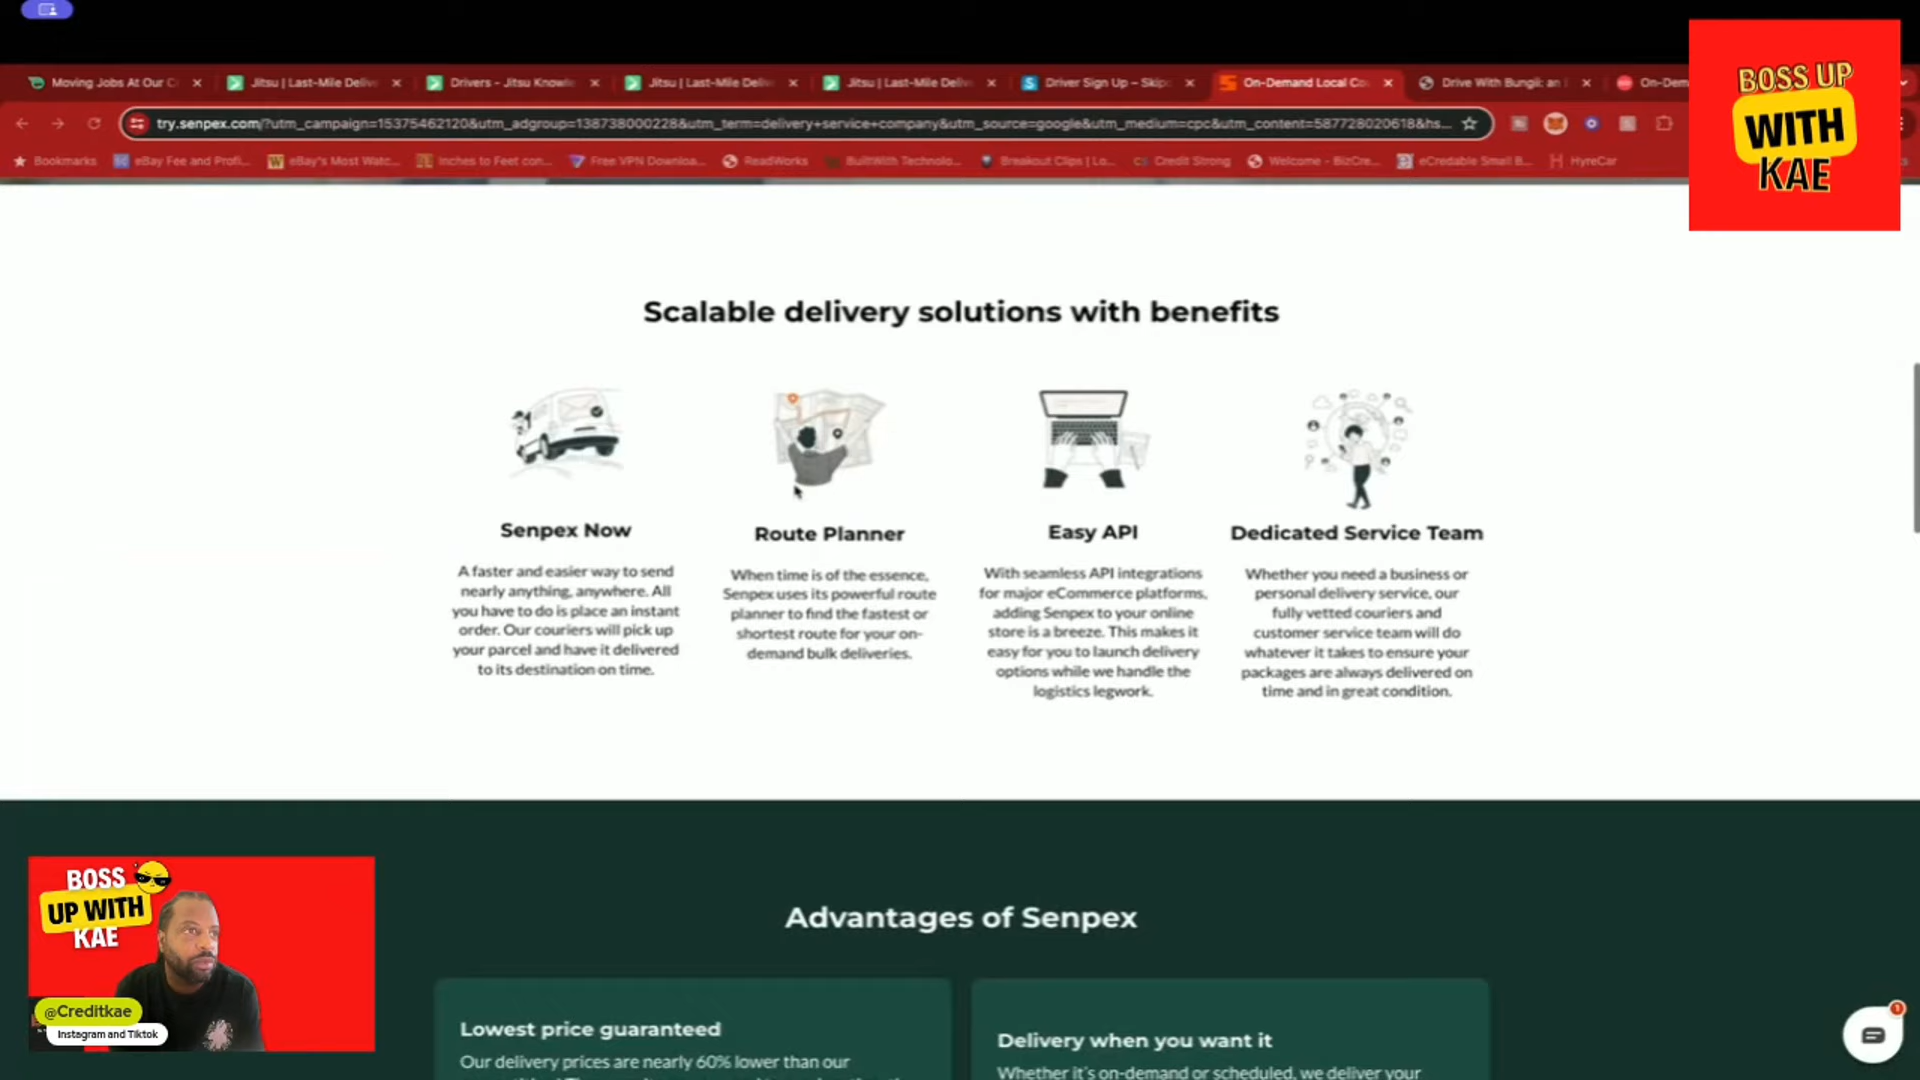 Moving Jobs At Our C
Jitsu | Last-Mile Delive
Drivers - Jitsu Knowle
Jitsu | Last-Mile Delive
Jitsu | Last-Mile Delive
Driver Sign Up – Skip
On-Demand Local Co
Drive With Bungii: an
On-Dem
try.senpex.com/?utm_campaign=15375462120&utm_adgroup=138738000228&utm_term=delivery+service+company&utm_source=google&utm_medium=cpc&utm_content=587728020618&hs...
Bookmarks
eBay Fee and Profi...
eBay's Most Watc...
Inches to Feet con...
Free VPN Downloa...
ReadWorks
BuiltWith Technolo...
Breakout Clips | Lo...
Credit Strong
Welcome - BizCre...
eCredable Small B...
HyreCar
BOSS UP
WITH
KAE
Scalable delivery solutions with benefits
Senpex Now
A faster and easier way to send
nearly anything, anywhere. All
you have to do is place an instant
order. Our couriers will pick up
your parcel and have it delivered
to its destination on time.
Route Planner
When time is of the essence,
Senpex uses its powerful route
planner to find the fastest or
shortest route for your on-
demand bulk deliveries.
Easy API
With seamless API integrations
for major eCommerce platforms,
adding Senpex to your online
store is a breeze. This makes it
easy for you to launch delivery
options while we handle the
logistics legwork.
Dedicated Service Team
Whether you need a business or
personal delivery service, our
fully vetted couriers and
customer service team will do
whatever it takes to ensure your
packages are always delivered on
time and in great condition.
Advantages of Senpex
Lowest price guaranteed
Our delivery prices are nearly 60% lower than our
Delivery when you want it
Whether it's on-demand or scheduled, we deliver your
BOSS
UP WITH
KAE
@Creditkae
Instagram and Tiktok
1